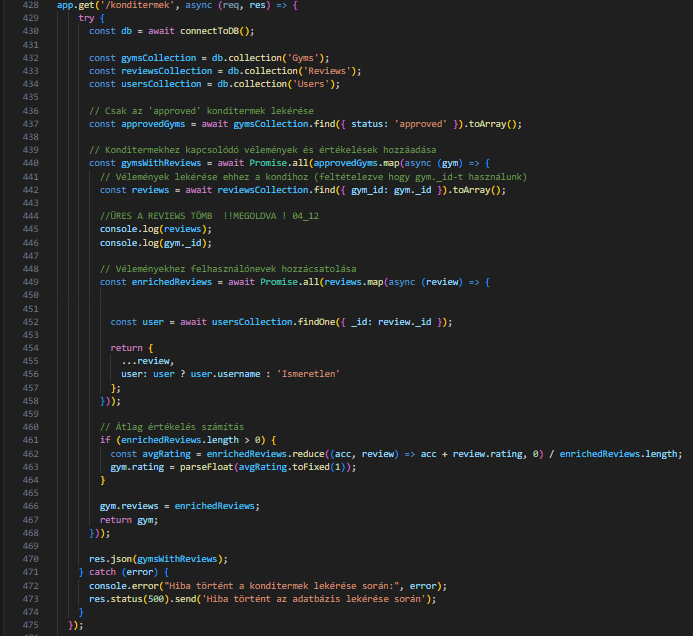 428 app.get('/konditermek', async (req, res) => {
429 try {
430 const db = await connectToDB();
431
432 const gymsCollection = db.collection('Gyms');
433 const reviewsCollection = db.collection('Reviews');
434 const usersCollection = db.collection('Users');
435
436 // Csak az 'approved' konditermek lekérése
437 const approvedGyms = await gymsCollection.find({ status: 'approved' }).toArray();
438
439 // Konditermekhez kapcsolódó vélemények és értékelések hozzáadása
440 const gymsWithReviews = await Promise.all(approvedGyms.map(async (gym) => {
441 // Vélemények lekérése ehhez a kondihoz (feltételezve hogy gym._id-t használunk)
442 const reviews = await reviewsCollection.find({ gym_id: gym._id }).toArray();
443
444 //ÜRES A REVIEWS TÖMB !!MEGOLDVA ! 04_12
445 console.log(reviews);
446 console.log(gym._id);
447
448 // Véleményekhez felhasználónevek hozzácsatolása
449 const enrichedReviews = await Promise.all(reviews.map(async (review) => {
450
451
452 const user = await usersCollection.findOne({ _id: review._id });
453
454 return {
455 ...review,
456 user: user ? user.username : 'Ismeretlen'
457 };
458 }));
459
460 // Átlag értékelés számítás
461 if (enrichedReviews.length > 0) {
462 const avgRating = enrichedReviews.reduce((acc, review) => acc + review.rating, 0) / enrichedReviews.length;
463 gym.rating = parseFloat(avgRating.toFixed(1));
464 }
465
466 gym.reviews = enrichedReviews;
467 return gym;
468 }));
469
470 res.json(gymsWithReviews);
471 } catch (error) {
472 console.error("Hiba történt a konditermek lekérése során:", error);
473 res.status(500).send('Hiba történt az adatbázis lekérése során');
474 }
475 });